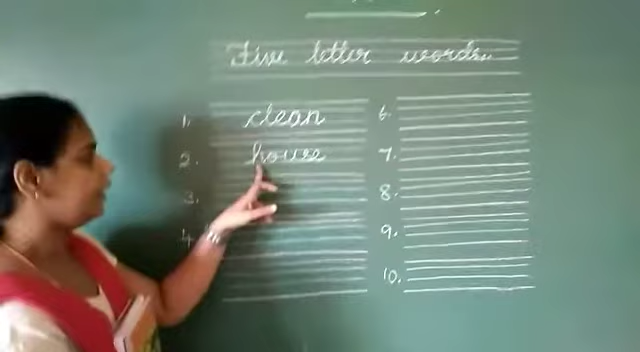 Five letter words.
1. clean
2. house
3.
4.
6.
7.
8.
9.
10.